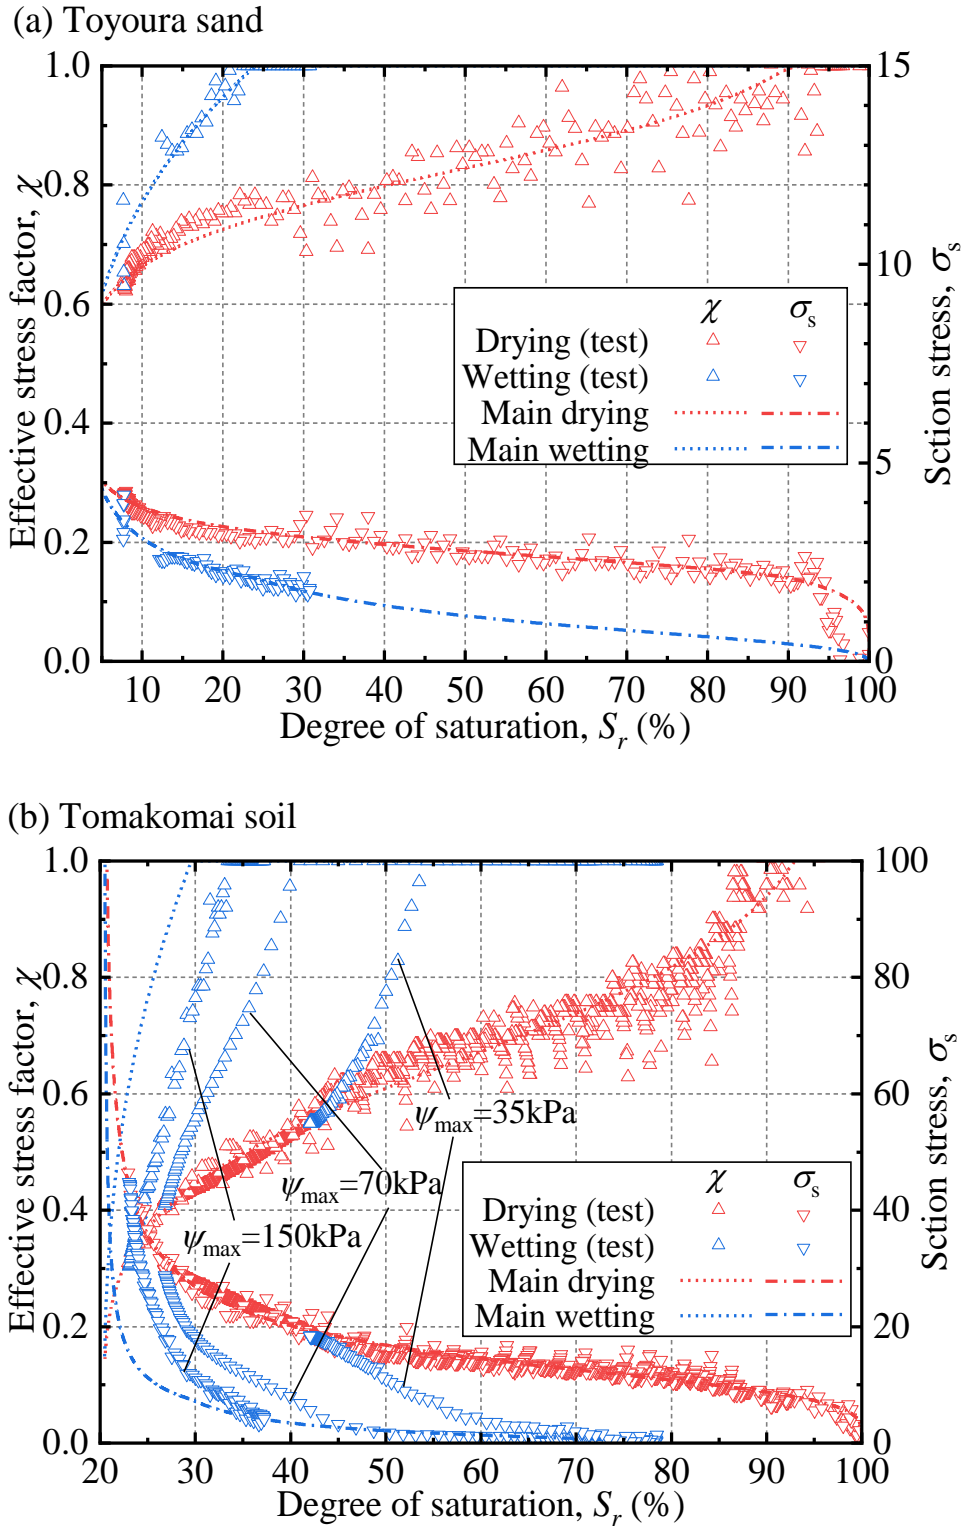 (a) Toyoura sand
1.0
0.8
0.6
0.4
0.2
0.0
Effective stress factor, χ
15
10
5
0
Sction stress, σs
χ σs
Drying (test)
Wetting (test)
Main drying
Main wetting
5 10 20 30 40 50 60 70 80 90 100
Degree of saturation, Sr (%)
(b) Tomakomai soil
1.0
0.8
0.6
0.4
0.2
0.0
Effective stress factor, χ
100
80
60
40
20
0
Sction stress, σs
ψmax=35kPa
ψmax=70kPa
ψmax=150kPa
χ σs
Drying (test)
Wetting (test)
Main drying
Main wetting
20 30 40 50 60 70 80 90 100
Degree of saturation, Sr (%)